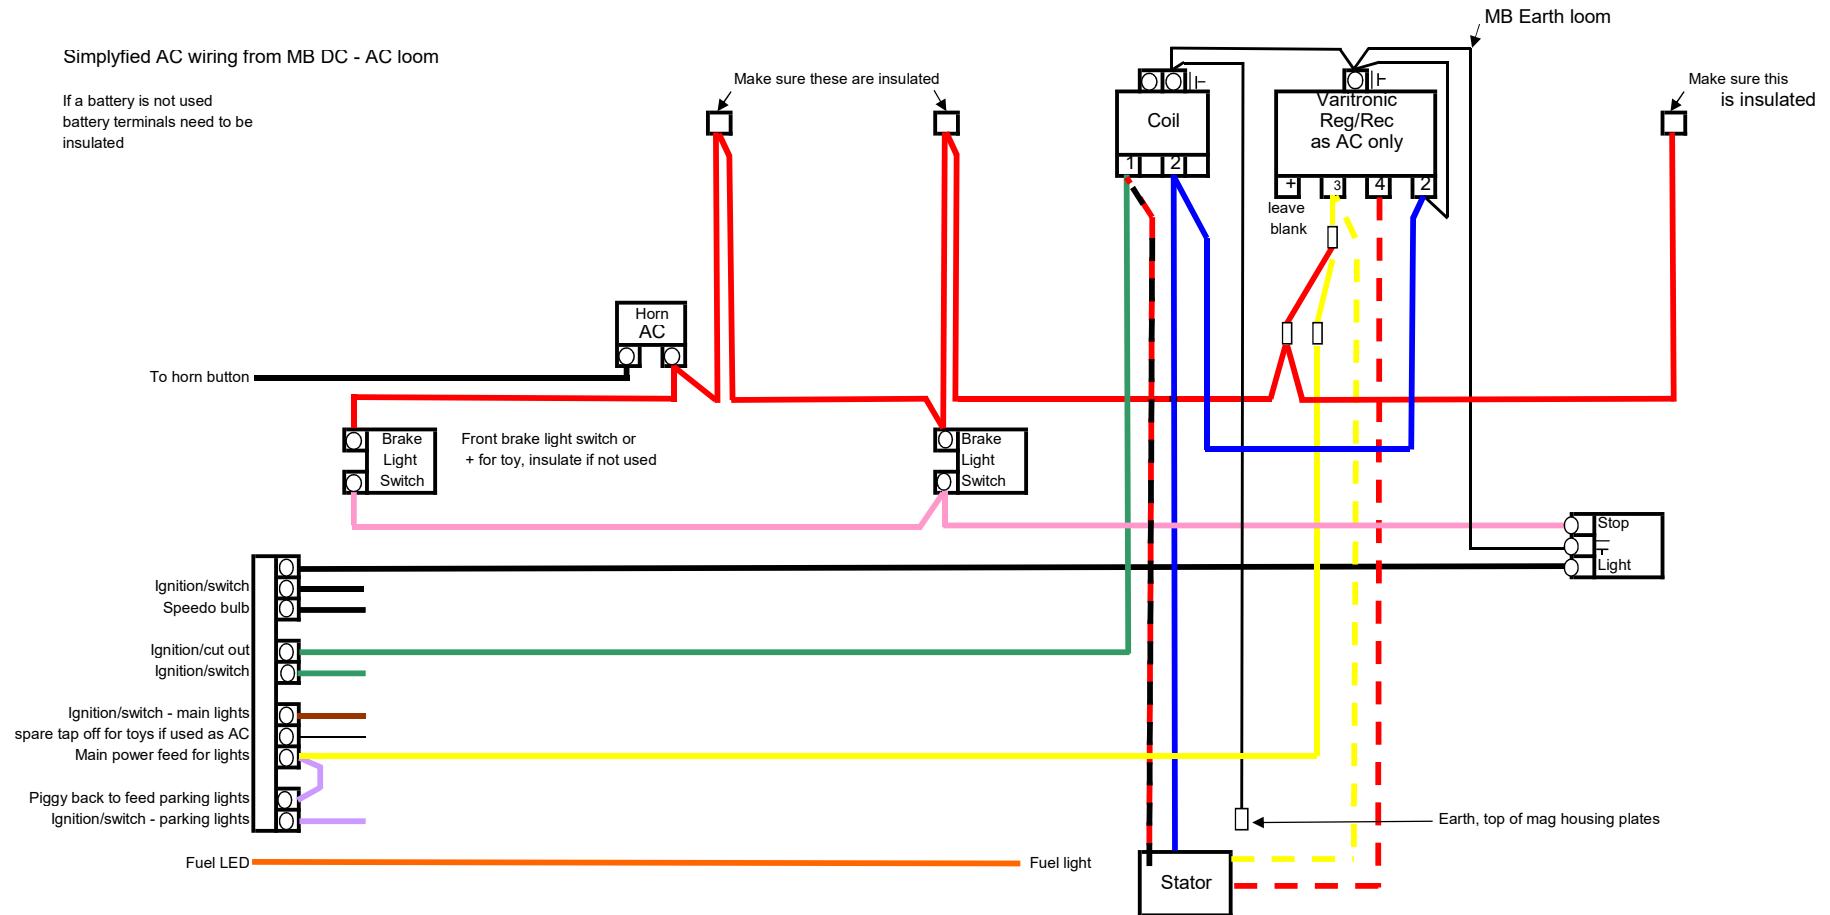 MB Earth loom
Simplyfied AC wiring from MB DC - AC loom
Make sure these are insulated
Make sure this
is insulated
If a battery is not used
battery terminals need to be
insulated
Coil
1 2
Varitronic
Reg/Rec
as AC only
+ 3 4 2
leave
blank
Horn
AC
To horn button
Brake
Light
Switch
Front brake light switch or
+ for toy, insulate if not used
Brake
Light
Switch
Stop
Light
Ignition/switch
Speedo bulb
Ignition/cut out
Ignition/switch
Ignition/switch - main lights
spare tap off for toys if used as AC
Main power feed for lights
Piggy back to feed parking lights
Ignition/switch - parking lights
Earth, top of mag housing plates
Fuel LED
Fuel light
Stator